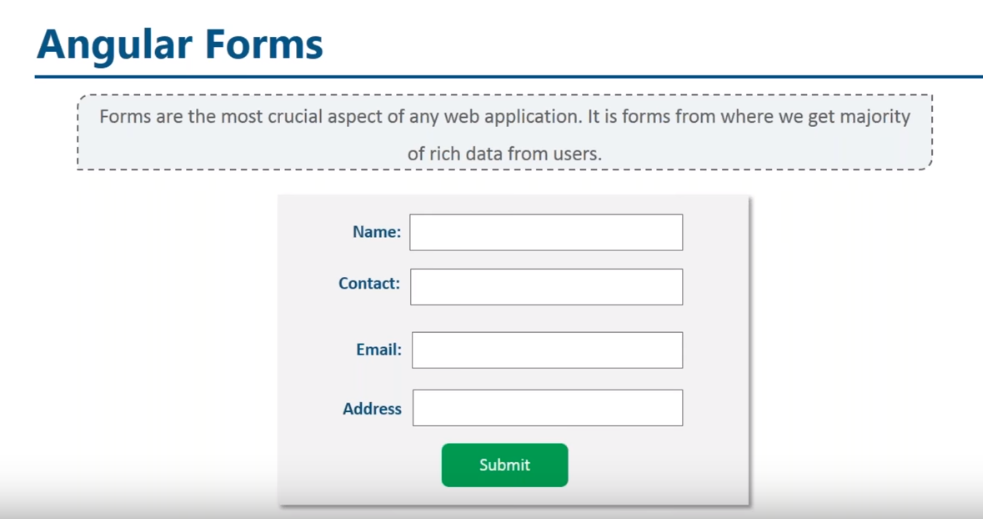 Angular Forms
Forms are the most crucial aspect of any web application. It is forms from where we get majority
of rich data from users.
Name:
Contact:
Email:
Address
Submit